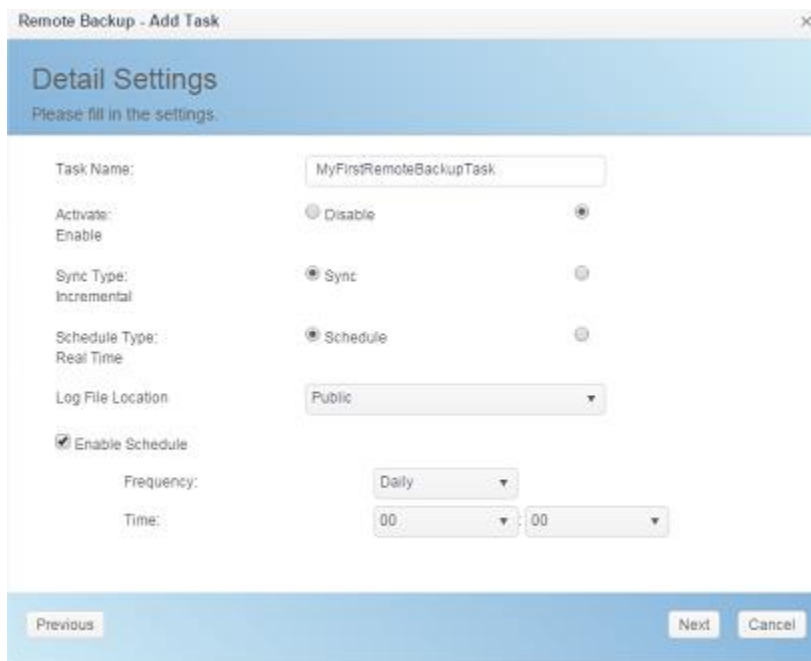 Remote Backup - Add Task
Detail Settings
Please fill in the settings.
Task Name: MyFirstRemoteBackupTask
Activate: Disable
Enable
Sync Type: Sync
Incremental
Schedule Type: Schedule
Real Time
Log File Location Public
Enable Schedule
Frequency: Daily
Time: 00 : 00
Previous Next Cancel